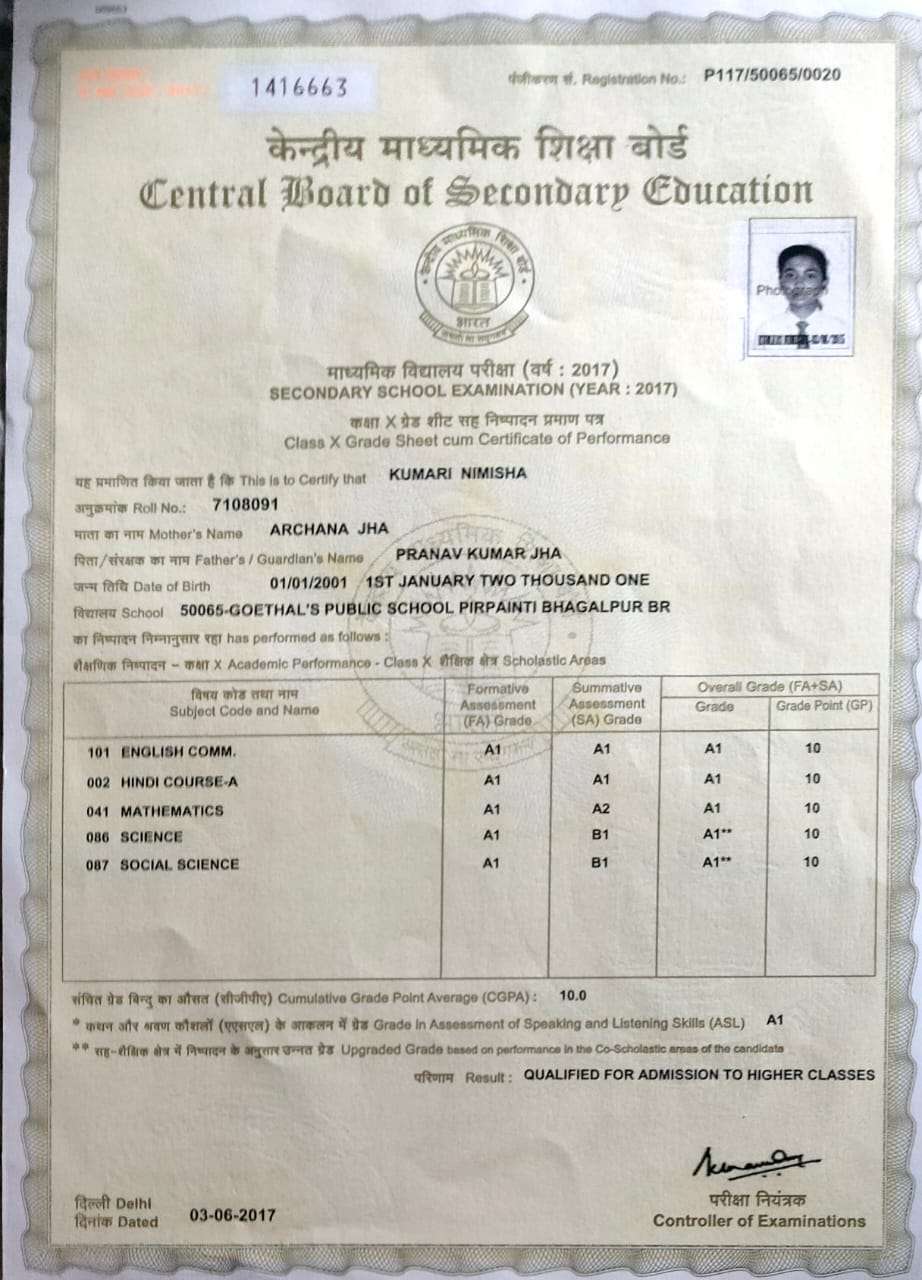 1416663
पंजीकरण सं. Registration No.: P117/50065/0020
केन्द्रीय माध्यमिक शिक्षा बोर्ड
Central Board of Secondary Education
केन्द्रीय माध्यमिक शिक्षा बोर्ड
भारत
Photograph
माध्यमिक विद्यालय परीक्षा (वर्ष : 2017)
SECONDARY SCHOOL EXAMINATION (YEAR : 2017)
कक्षा X ग्रेड शीट सह निष्पादन प्रमाण पत्र
Class X Grade Sheet cum Certificate of Performance
यह प्रमाणित किया जाता है कि This is to Certify that KUMARI NIMISHA
अनुक्रमांक Roll No.: 7108091
माता का नाम Mother's Name ARCHANA JHA
पिता/संरक्षक का नाम Father's / Guardian's Name PRANAV KUMAR JHA
जन्म तिथि Date of Birth 01/01/2001 1ST JANUARY TWO THOUSAND ONE
विद्यालय School 50065-GOETHAL'S PUBLIC SCHOOL PIRPAINTI BHAGALPUR BR
का निष्पादन निम्नानुसार रहा has performed as follows :
शैक्षणिक निष्पादन – कक्षा X Academic Performance - Class X शैक्षिक क्षेत्र Scholastic Areas
विषय कोड तथा नाम
Subject Code and Name
Formative Assessment (FA) Grade
Summative Assessment (SA) Grade
Overall Grade (FA+SA)
Grade Grade Point (GP)
101 ENGLISH COMM. A1 A1 A1 10
002 HINDI COURSE-A A1 A1 A1 10
041 MATHEMATICS A1 A2 A1 10
086 SCIENCE A1 B1 A1** 10
087 SOCIAL SCIENCE A1 B1 A1** 10
संचित ग्रेड बिन्दु का औसत (सीजीपीए) Cumulative Grade Point Average (CGPA) : 10.0
* कथन और श्रवण कौशलों (एएसएल) के आकलन में ग्रेड Grade in Assessment of Speaking and Listening Skills (ASL) A1
** सह-शैक्षिक क्षेत्र में निष्पादन के अनुसार उन्नत ग्रेड Upgraded Grade based on performance in the Co-Scholastic areas of the candidate
परिणाम Result : QUALIFIED FOR ADMISSION TO HIGHER CLASSES
दिल्ली Delhi
दिनांक Dated 03-06-2017
परीक्षा नियंत्रक
Controller of Examinations